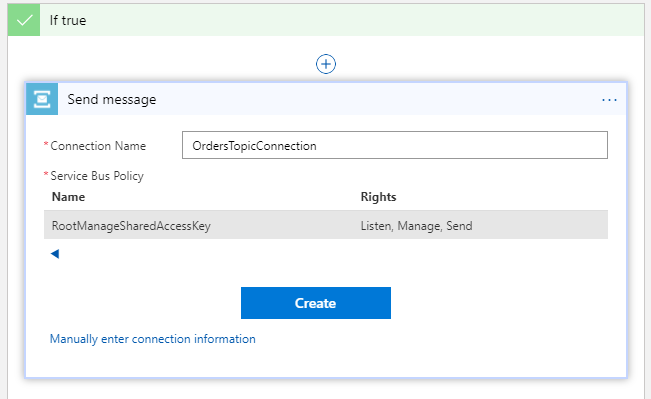 If true
Send message
...
*Connection Name OrdersTopicConnection
*Service Bus Policy
Name Rights
RootManageSharedAccessKey Listen, Manage, Send
Create
Manually enter connection information